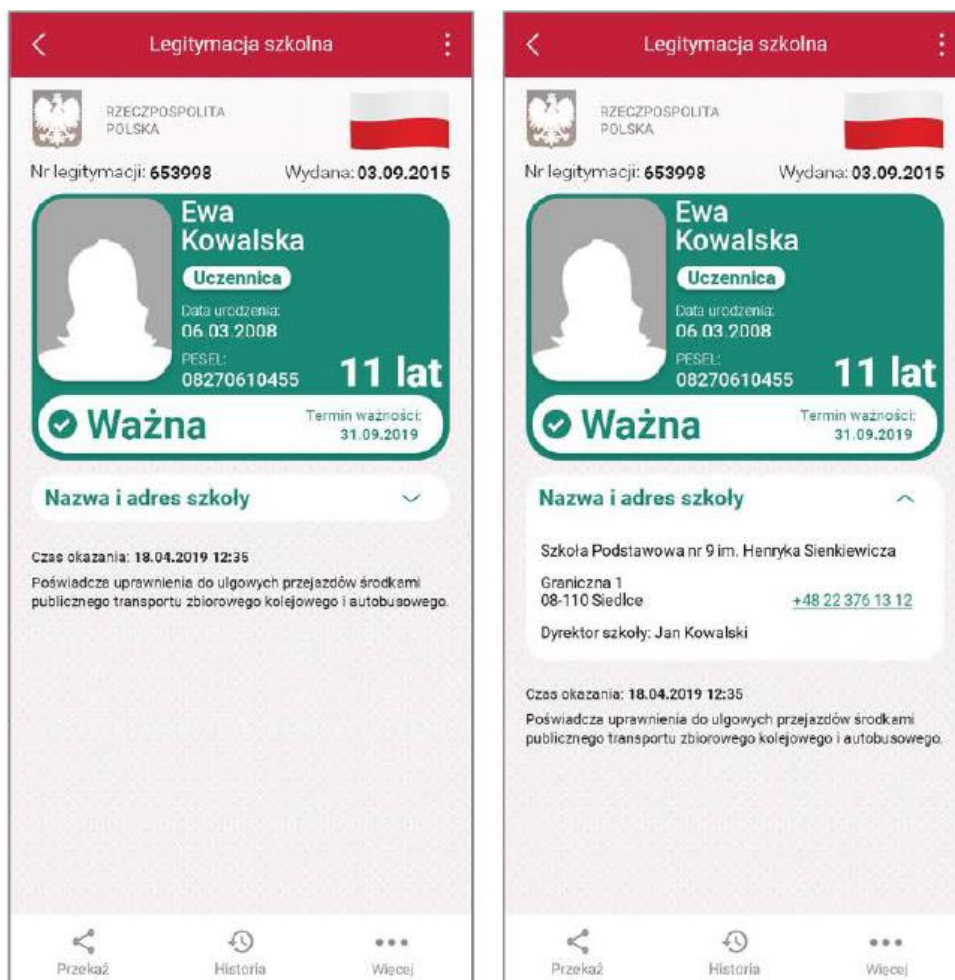 Legitymacja szkolna
RZECZPOSPOLITA
POLSKA
Nr legitymacji: 653998 Wydana: 03.09.2015
Ewa
Kowalska
Uczennica
Data urodzenia:
06.03.2008
PESEL:
08270610455 11 lat
Ważna
Termin ważności:
31.09.2019
Nazwa i adres szkoły
Czas okazania: 18.04.2019 12:35
Poświadcza uprawnienia do ulgowych przejazdów środkami
publicznego transportu zbiorowego kolejowego i autobusowego.
Przekaż Historia Więcej
Legitymacja szkolna
RZECZPOSPOLITA
POLSKA
Nr legitymacji: 653998 Wydana: 03.09.2015
Ewa
Kowalska
Uczennica
Data urodzenia:
06.03.2008
PESEL:
08270610455 11 lat
Ważna
Termin ważności:
31.09.2019
Nazwa i adres szkoły
Szkoła Podstawowa nr 9 im. Henryka Sienkiewicza
Graniczna 1
08-110 Siedlce +48 22 376 13 12
Dyrektor szkoły: Jan Kowalski
Czas okazania: 18.04.2019 12:35
Poświadcza uprawnienia do ulgowych przejazdów środkami
publicznego transportu zbiorowego kolejowego i autobusowego.
Przekaż Historia Więcej